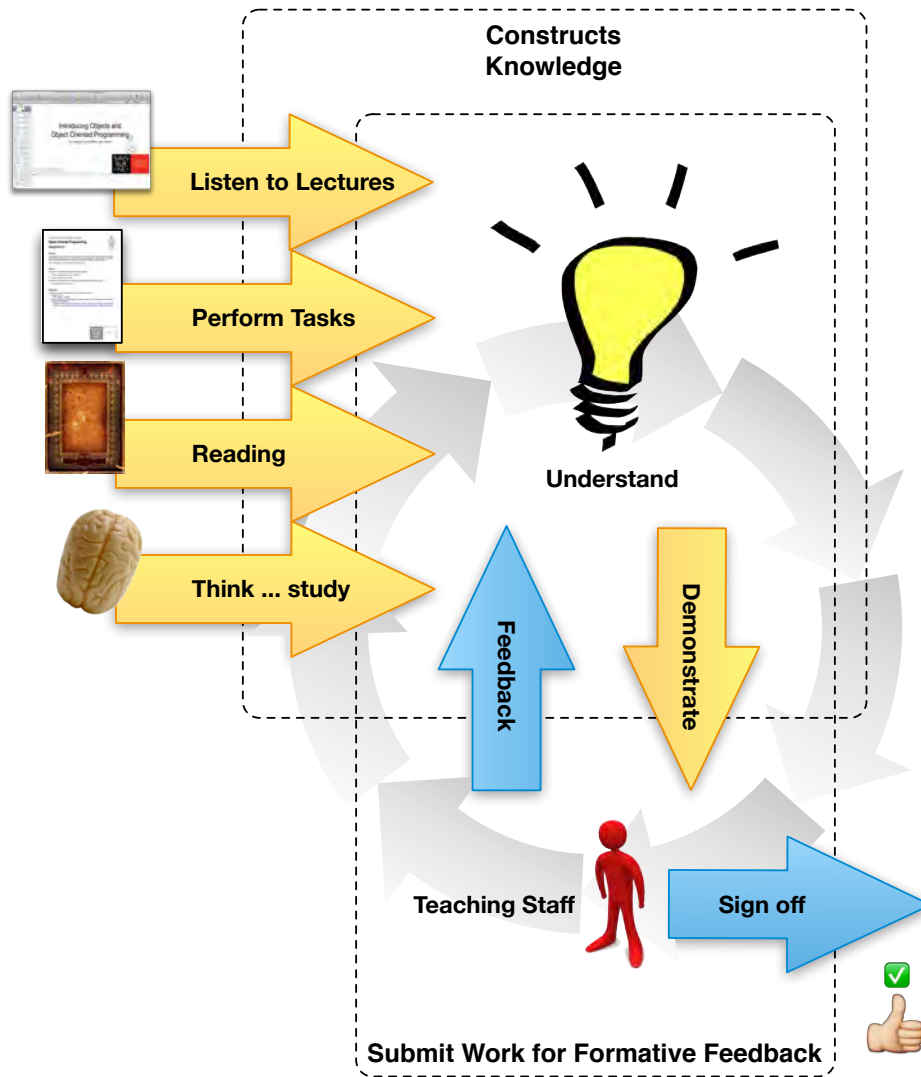 Constructs
Knowledge
Introducing Objects and
Object Oriented Programming
Listen to Lectures
Perform Tasks
Reading
Understand
Think ... study
Feedback
Demonstrate
Teaching Staff
Sign off
Submit Work for Formative Feedback